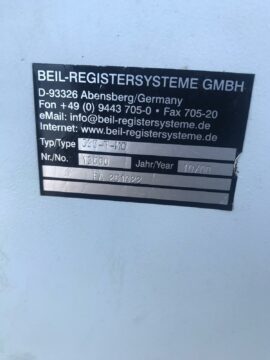 BEIL-REGISTERSYSTEME GMBH
D-93326 Abensberg/Germany
Fon +49 (0) 9443 705-0 • Fax 705-20
eMail: info@beil-registersysteme.de
Internet: www.beil-registersysteme.de
Typ/Type
Nr./No. Jahr/Year